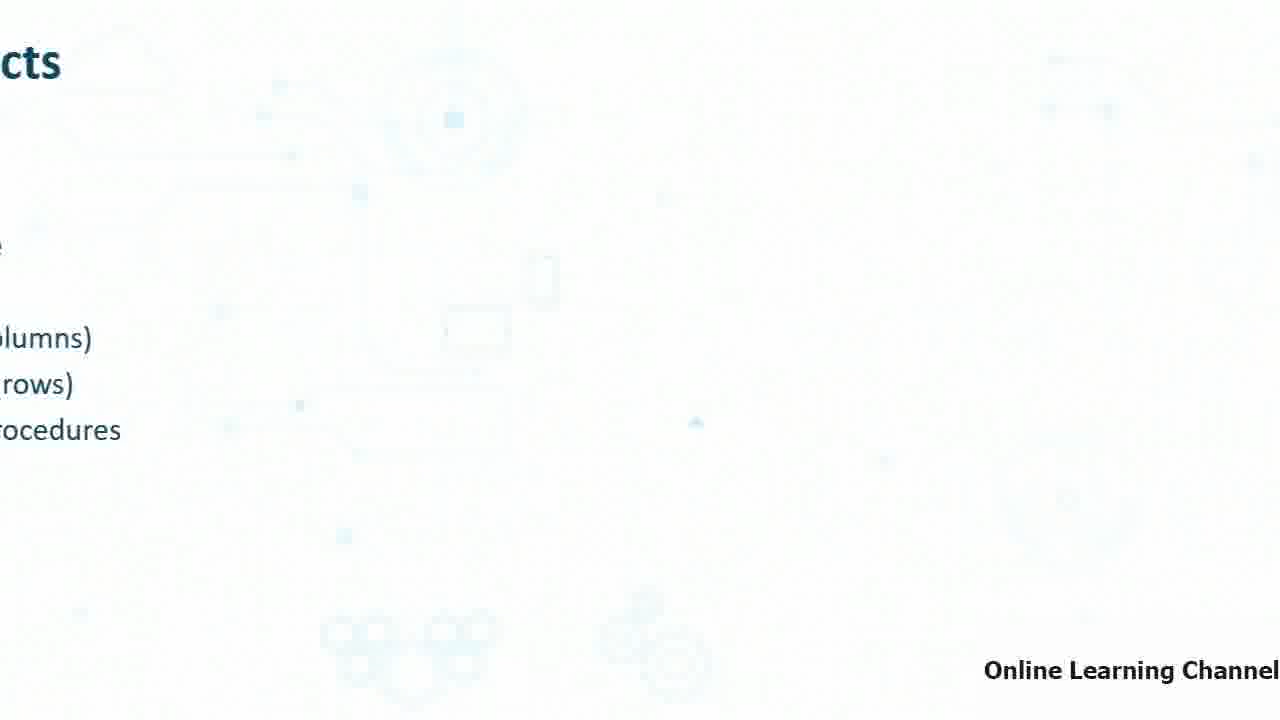 cts
e
olumns)
rows)
rocedures
Online Learning Channel